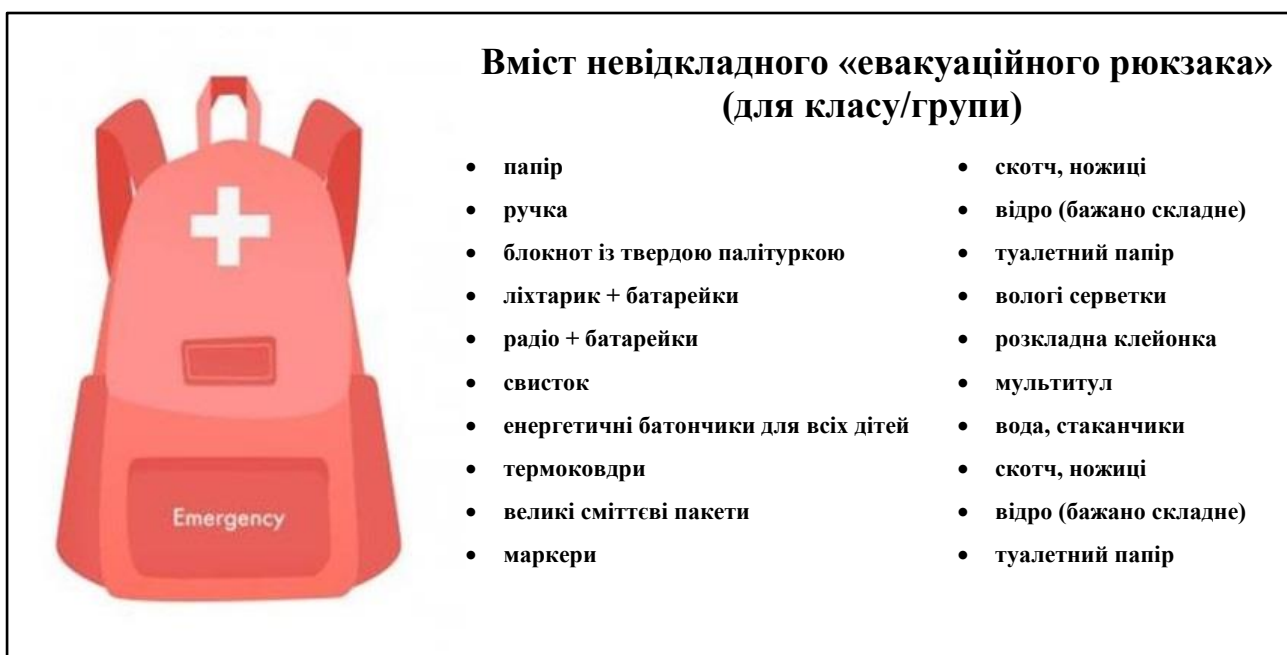 Вміст невідкладного «евакуаційного рюкзака»
(для класу/групи)
• папір
• ручка
• блокнот із твердою палітуркою
• ліхтарик + батарейки
• радіо + батарейки
• свисток
• енергетичні батончики для всіх дітей
• термоковдри
• великі сміттєві пакети
• маркери
• скотч, ножиці
• відро (бажано складне)
• туалетний папір
• вологі серветки
• розкладна клейонка
• мультитул
• вода, стаканчики
• скотч, ножиці
• відро (бажано складне)
• туалетний папір
Emergency